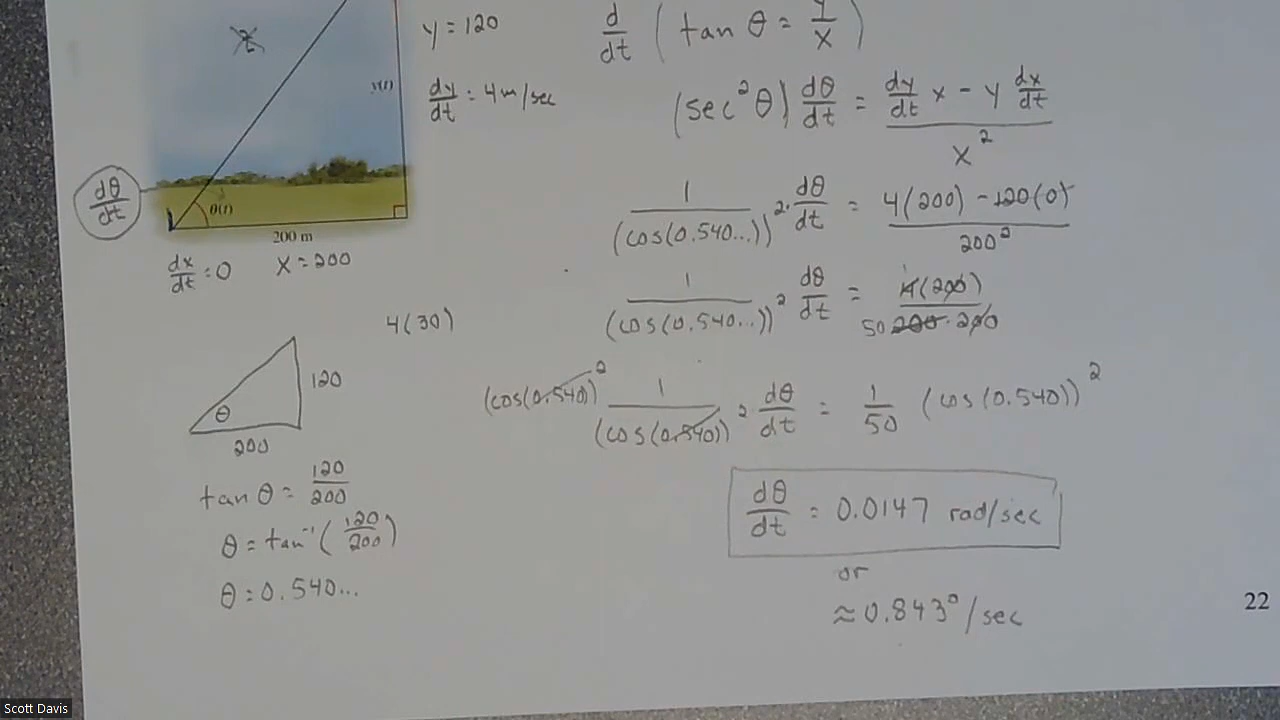 y = 120
dy/dt = 4 m/sec
y(t)
dθ/dt
θ(t)
200 m
dx/dt = 0
x = 200
4(30)
θ
120
200
tan θ = 120/200
θ = tan⁻¹(120/200)
θ = 0.540...
d/dt (tan θ = y/x)
(sec²θ) dθ/dt = (dy/dt x - y dx/dt)/x²
1/(cos(0.540...))² · dθ/dt = (4(200) - 120(0))/200²
1/(cos(0.540...))² dθ/dt = 4(200)/(200·200)
1
50
(cos(0.540))² 1/(cos(0.540))² dθ/dt = 1/50 (cos(0.540))²
dθ/dt = 0.0147 rad/sec
or
≈ 0.843°/sec
22
Scott Davis